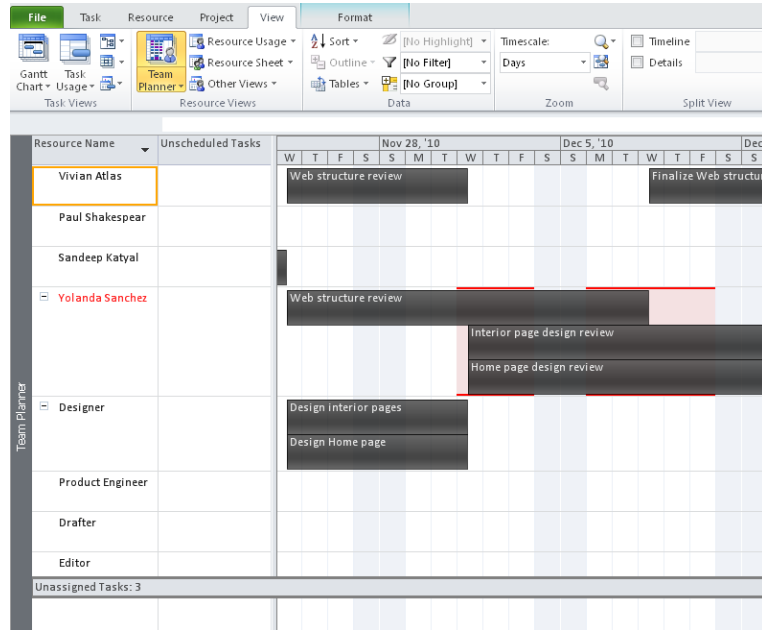 File Task Resource Project View Format
Gantt Chart Task Usage Team Planner Resource Usage Sort [No Highlight] Timescale: Timeline
Resource Sheet Outline [No Filter] Days Details
Other Views Tables [No Group]
Task Views Resource Views Data Zoom Split View
Resource Name Unscheduled Tasks Nov 28, '10 Dec 5, '10 Dec
W T F S S M T W T F S S M T W T F S S
Vivian Atlas Web structure review Finalize Web structu
Paul Shakespear
Sandeep Katyal
Yolanda Sanchez Web structure review
Interior page design review
Home page design review
Team Planner
Designer Design interior pages
Design Home page
Product Engineer
Drafter
Editor
Unassigned Tasks: 3